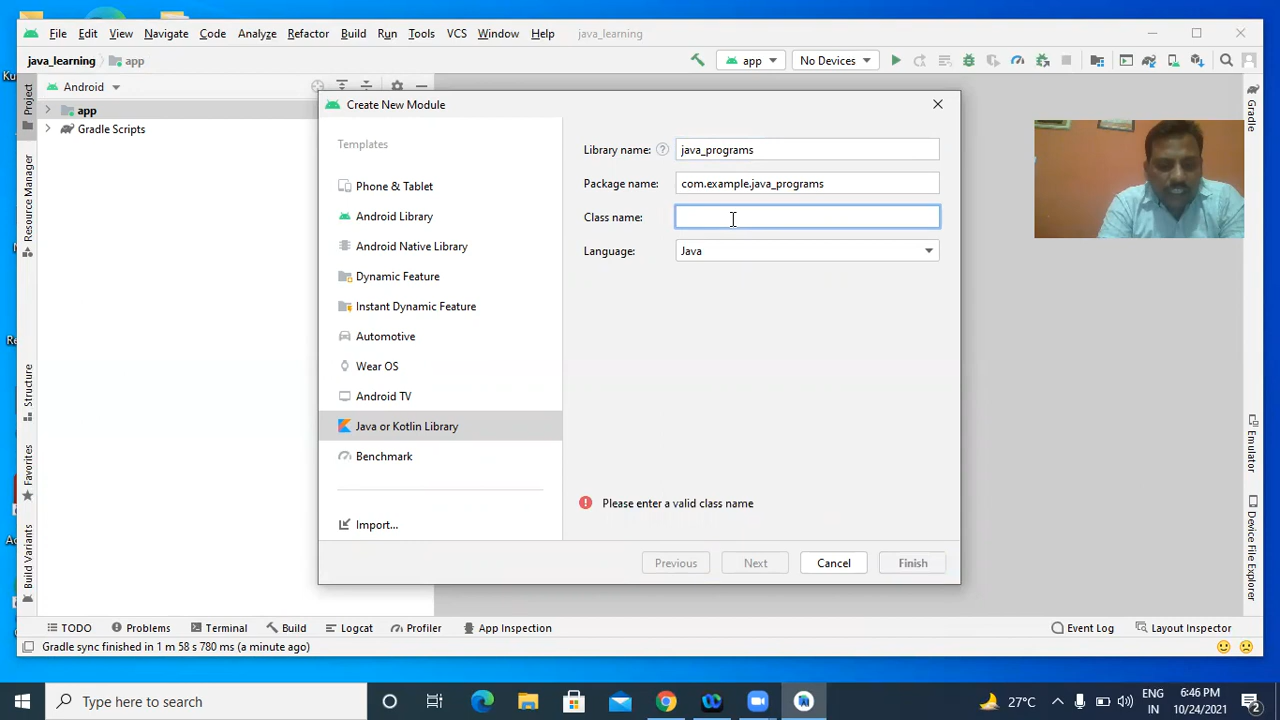 File Edit View Navigate Code Analyze Refactor Build Run Tools VCS Window Help java_learning
java_learning app
app No Devices
Android
app
Gradle Scripts
Project
Resource Manager
Structure
Favorites
Build Variants
Gradle
Emulator
Device File Explorer
Create New Module
Templates
Phone & Tablet
Android Library
Android Native Library
Dynamic Feature
Instant Dynamic Feature
Automotive
Wear OS
Android TV
Java or Kotlin Library
Benchmark
Import...
Library name: java_programs
Package name: com.example.java_programs
Class name:
Language: Java
Please enter a valid class name
Previous Next Cancel Finish
TODO Problems Terminal Build Logcat Profiler App Inspection Event Log Layout Inspector
Gradle sync finished in 1 m 58 s 780 ms (a minute ago)
Type here to search
27°C
ENG
IN
6:46 PM
10/24/2021
2